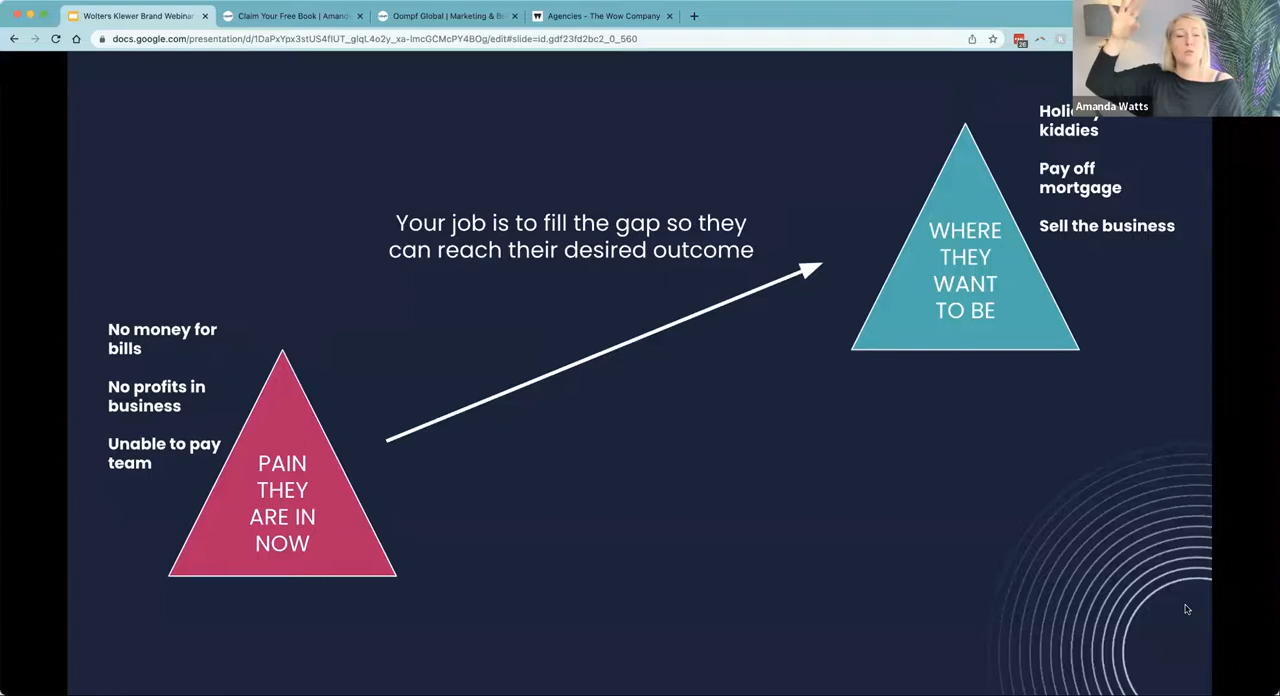 Wolters Klewer Brand Webinar
Claim Your Free Book | Amand
Oompf Global | Marketing & B
Agencies - The Wow Company
docs.google.com/presentation/d/1DaPxYpx3stUS4fIUT_glqL4o2y_xa-lmcGCMcPY4BOg/edit#slide=id.gdf23fd2bc2_0_560
Amanda Watts
kiddies
Pay off
mortgage
Sell the business
WHERE
THEY
WANT
TO BE
Your job is to fill the gap so they
can reach their desired outcome
No money for
bills
No profits in
business
Unable to pay
team
PAIN
THEY
ARE IN
NOW